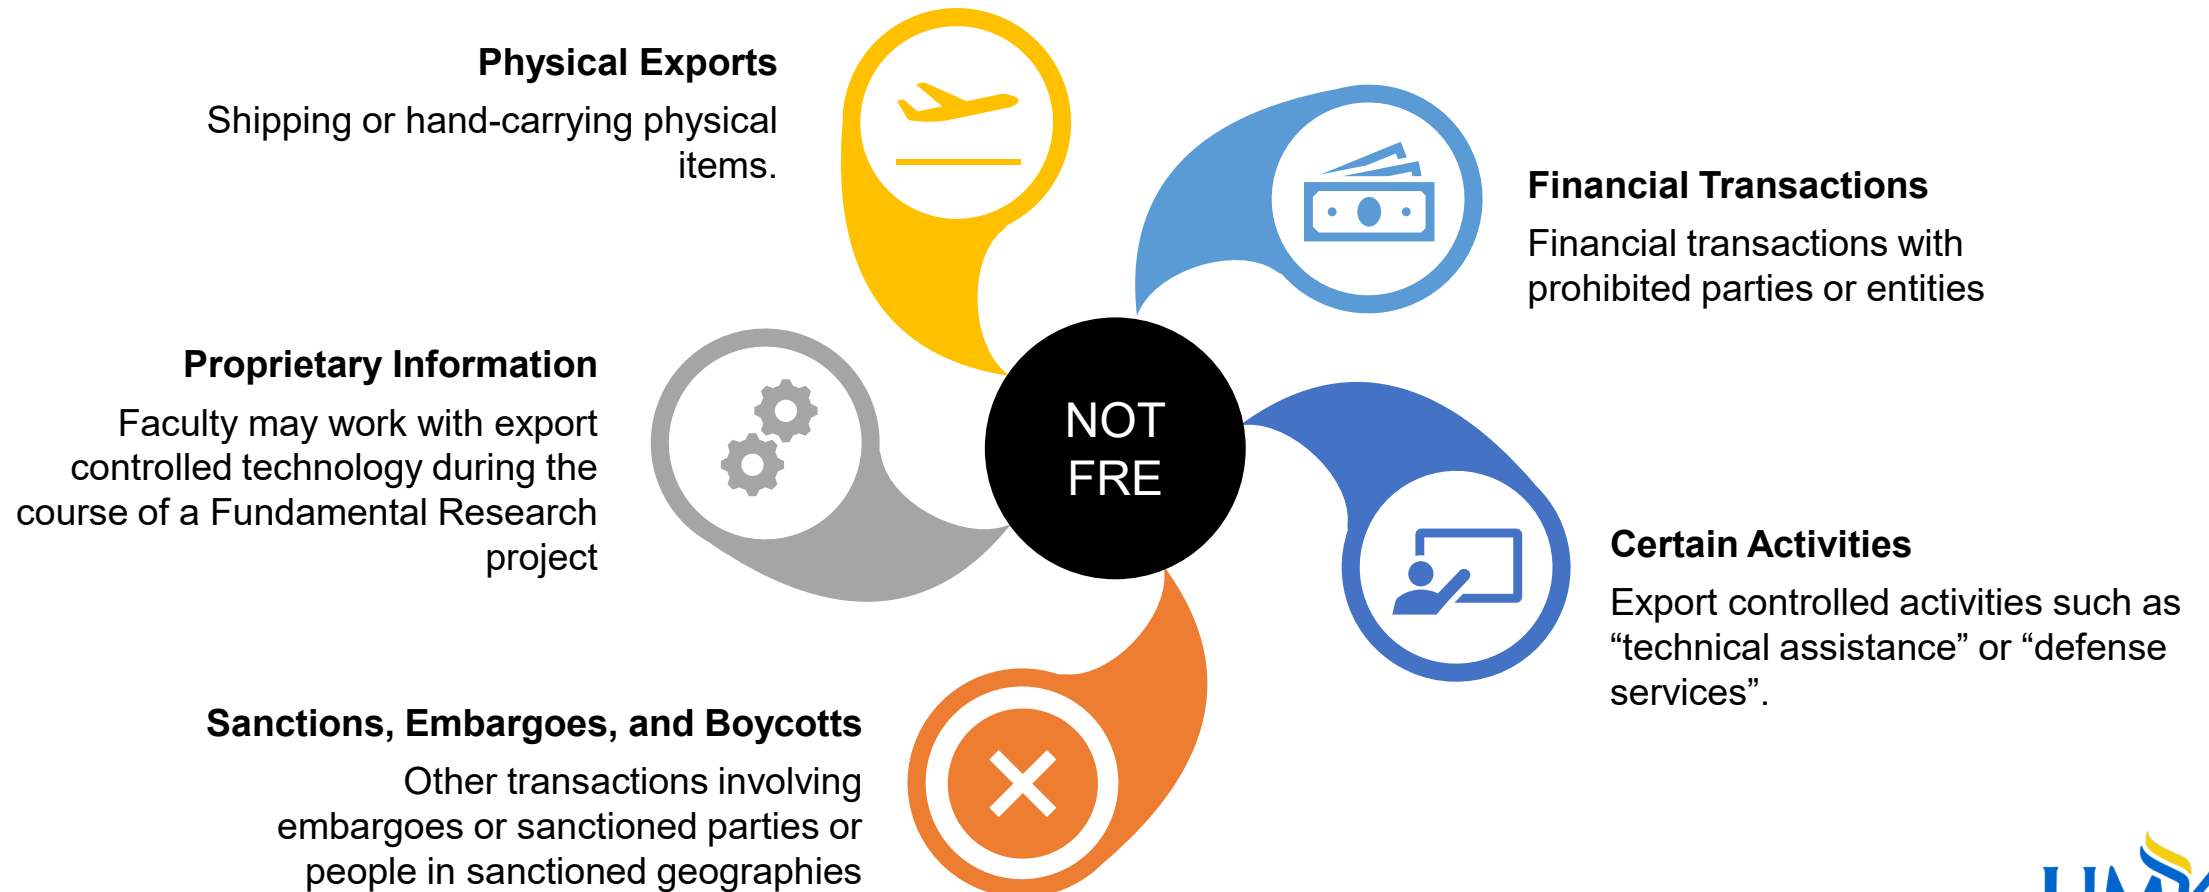 Physical Exports
Shipping or hand-carrying physical
items.
Financial Transactions
Financial transactions with
prohibited parties or entities
Proprietary Information
Faculty may work with export
controlled technology during the
course of a Fundamental Research
project
NOT
FRE
Certain Activities
Export controlled activities such as
“technical assistance” or “defense
services”.
Sanctions, Embargoes, and Boycotts
Other transactions involving
embargoes or sanctioned parties or
people in sanctioned geographies